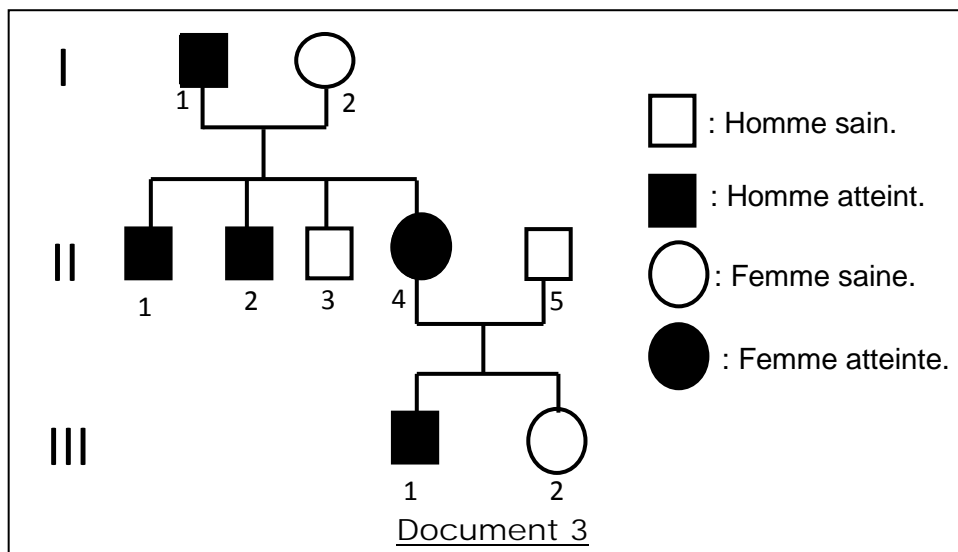 I
1
2
: Homme sain.
: Homme atteint.
II
1
2
3
4
5
: Femme saine.
: Femme atteinte.
III
1
2
Document 3